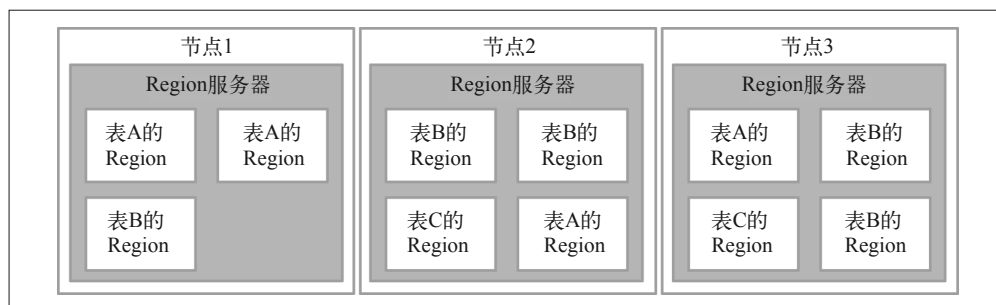 节点1
Region服务器
表A的
Region
表A的
Region
表B的
Region
节点2
Region服务器
表B的
Region
表B的
Region
表C的
Region
表A的
Region
节点3
Region服务器
表A的
Region
表B的
Region
表C的
Region
表B的
Region